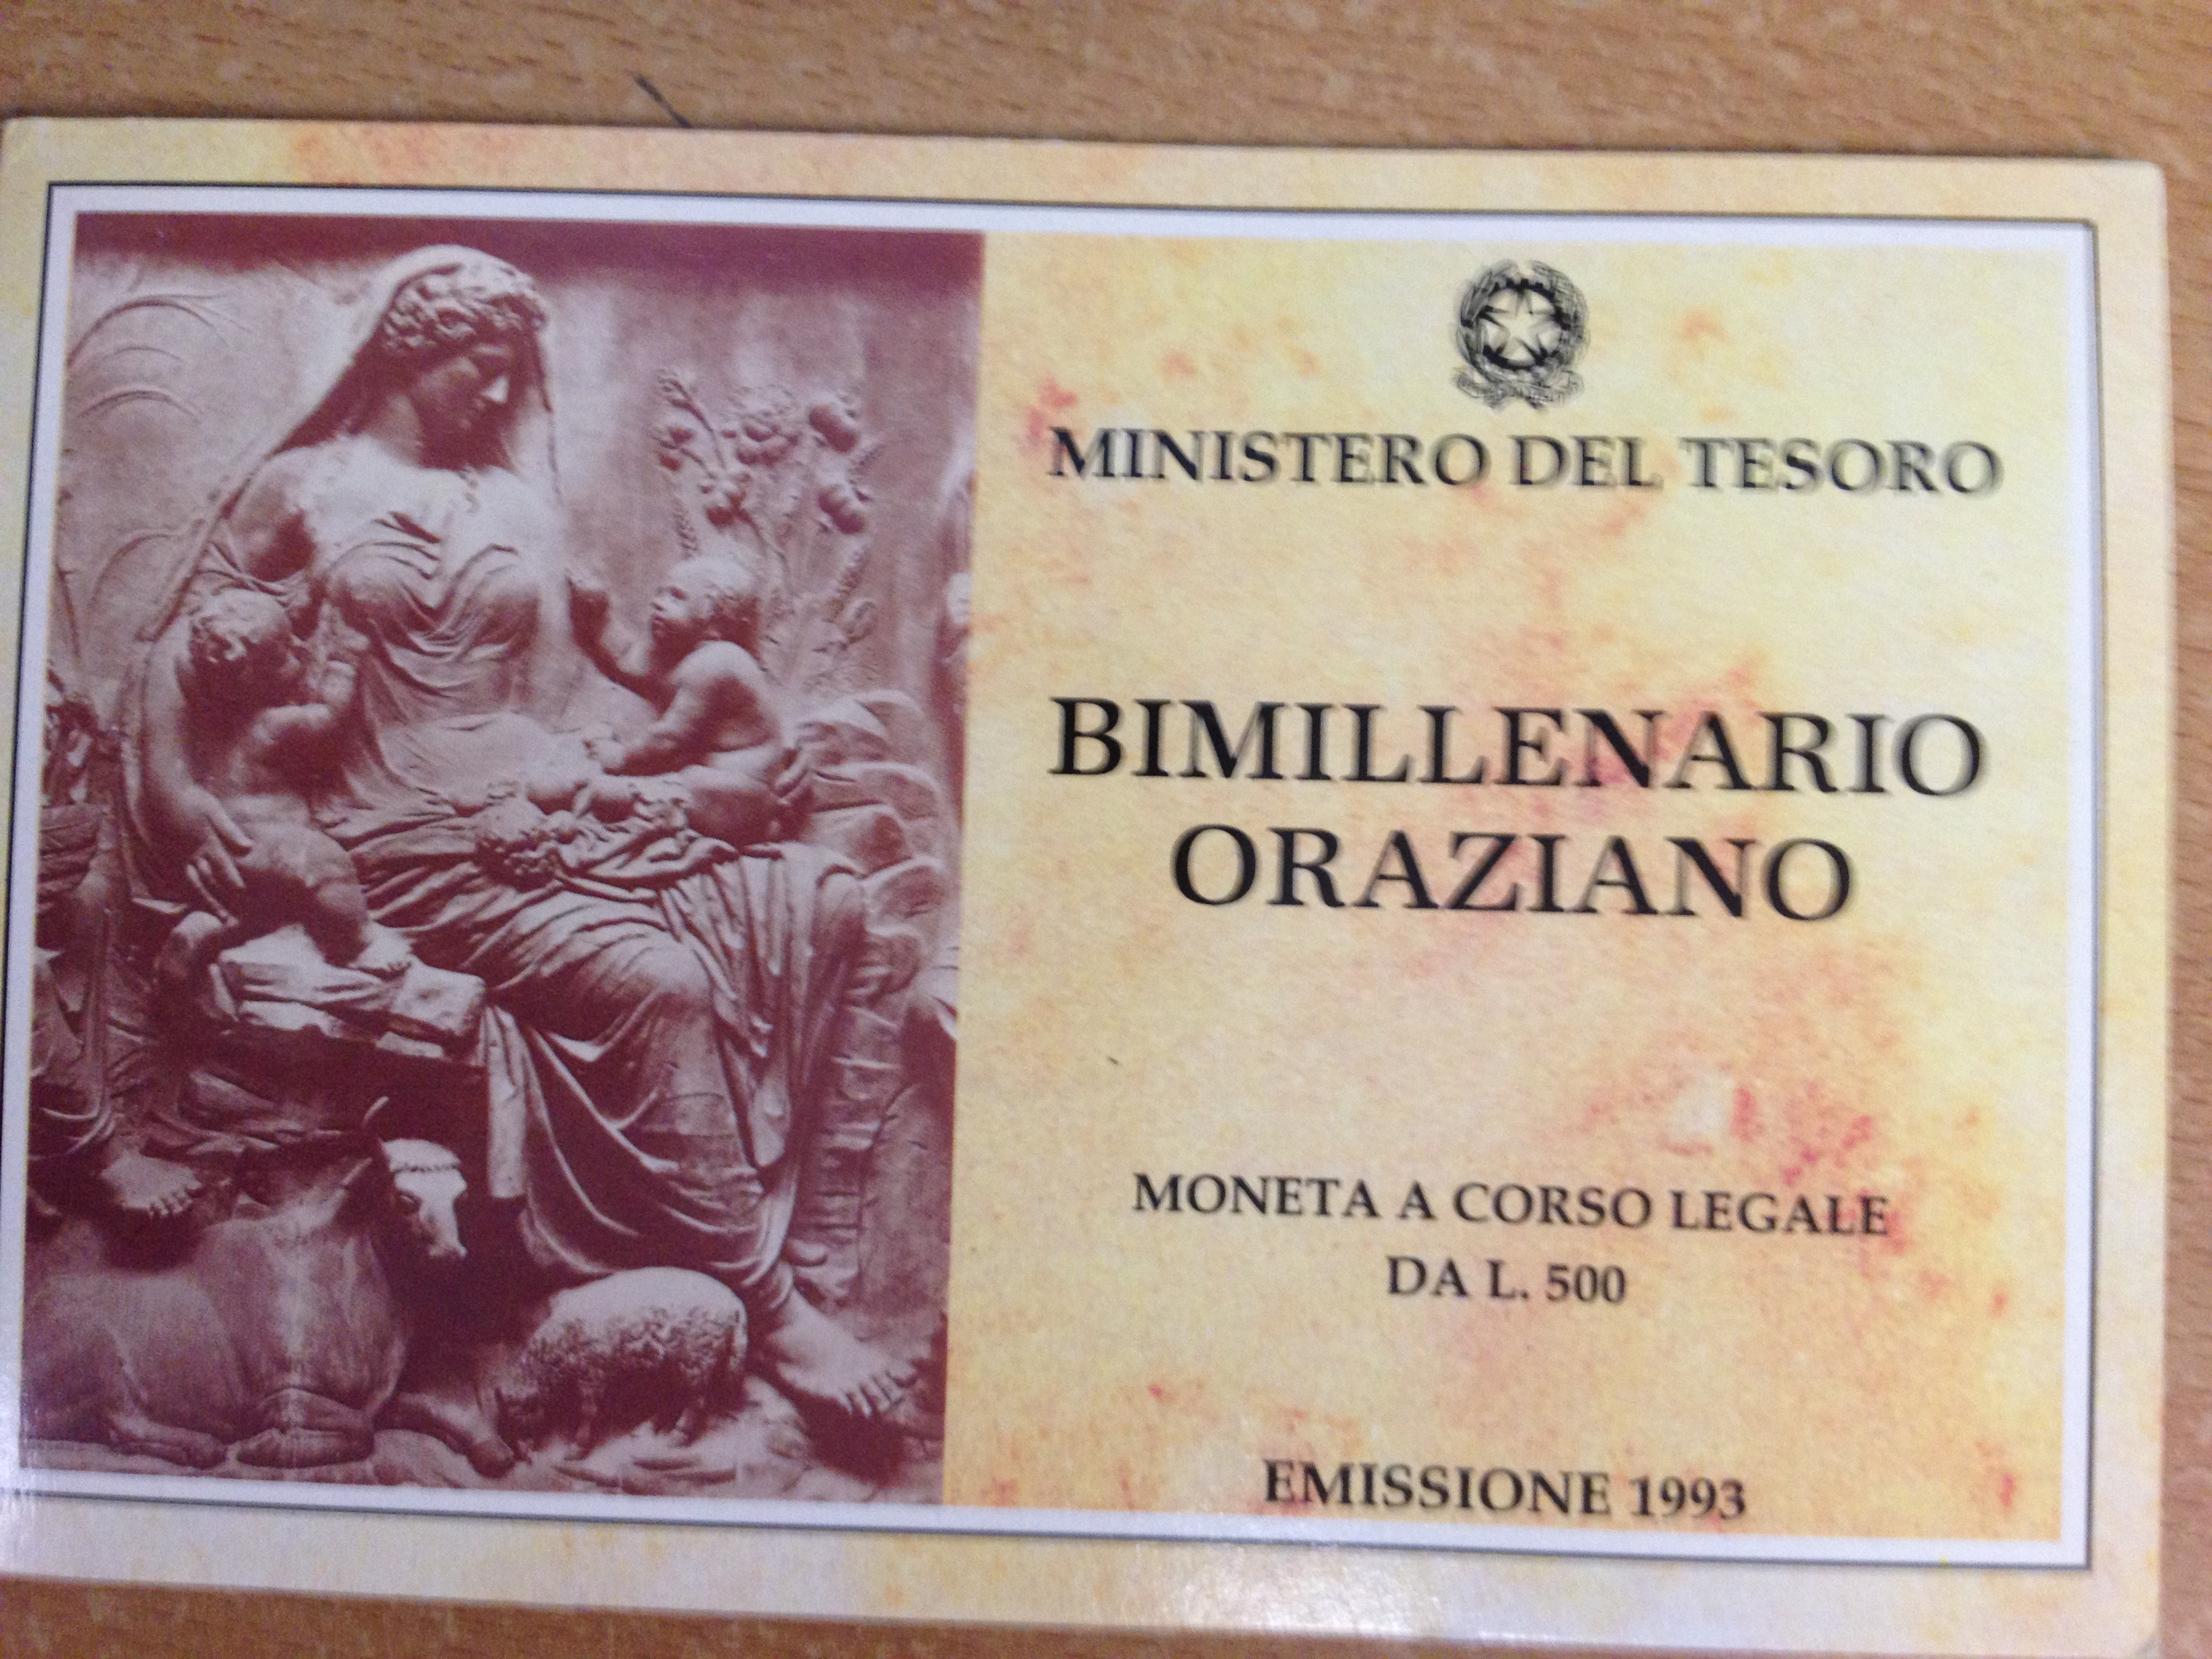 MINISTERO DEL TESORO
BIMILLENARIO
ORAZIANO
MONETA A CORSO LEGALE
DA L. 500
EMISSIONE 1993